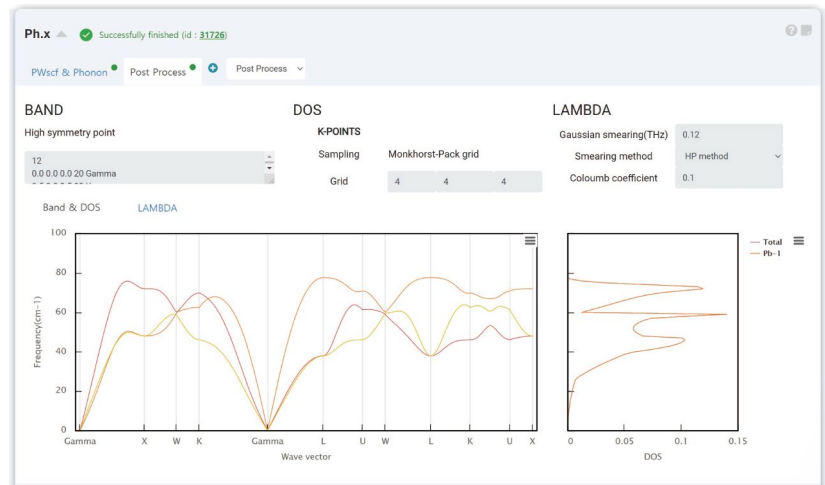 Ph.x Successfully finished (id : 31726)
PWscf & Phonon Post Process Post Process
BAND
High symmetry point
12
0.0 0.0 0.0 20 Gamma
DOS
K-POINTS
Sampling Monkhorst-Pack grid
Grid 4 4 4
LAMBDA
Gaussian smearing(THz) 0.12
Smearing method HP method
Coloumb coefficient 0.1
Band & DOS LAMBDA
Frequency(cm-1)
100
80
60
40
20
0
Gamma X W K Gamma L U W L K U X
Wave vector
Total
Pb-1
0 0.05 0.1 0.15
DOS